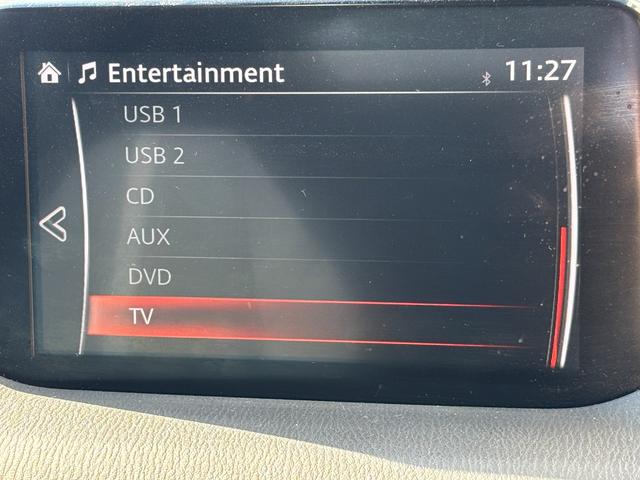 Entertainment 11:27
USB 1
USB 2
CD
AUX
DVD
TV